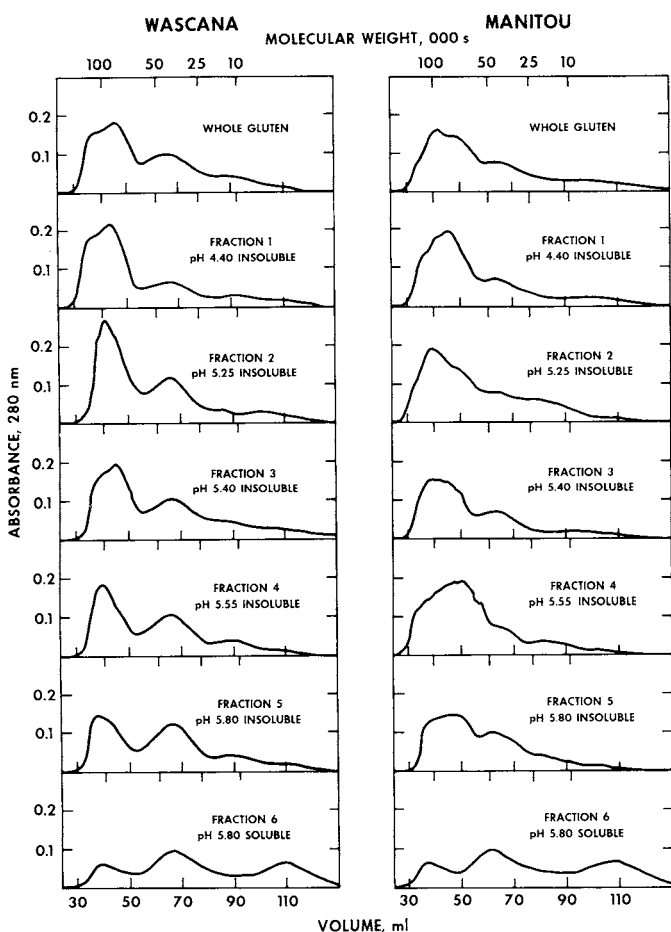 WASCANA MANITOU
MOLECULAR WEIGHT, 000 s
100 50 25 10 100 50 25 10
0.2
0.1
WHOLE GLUTEN
WHOLE GLUTEN
0.2
0.1
FRACTION 1
pH 4.40 INSOLUBLE
FRACTION 1
pH 4.40 INSOLUBLE
0.2
0.1
FRACTION 2
pH 5.25 INSOLUBLE
FRACTION 2
pH 5.25 INSOLUBLE
ABSORBANCE, 280 nm
0.2
0.1
FRACTION 3
pH 5.40 INSOLUBLE
FRACTION 3
pH 5.40 INSOLUBLE
0.2
0.1
FRACTION 4
pH 5.55 INSOLUBLE
FRACTION 4
pH 5.55 INSOLUBLE
0.2
0.1
FRACTION 5
pH 5.80 INSOLUBLE
FRACTION 5
pH 5.80 INSOLUBLE
0.2
0.1
FRACTION 6
pH 5.80 SOLUBLE
FRACTION 6
pH 5.80 SOLUBLE
30 50 70 90 110 30 50 70 90 110
VOLUME, ml